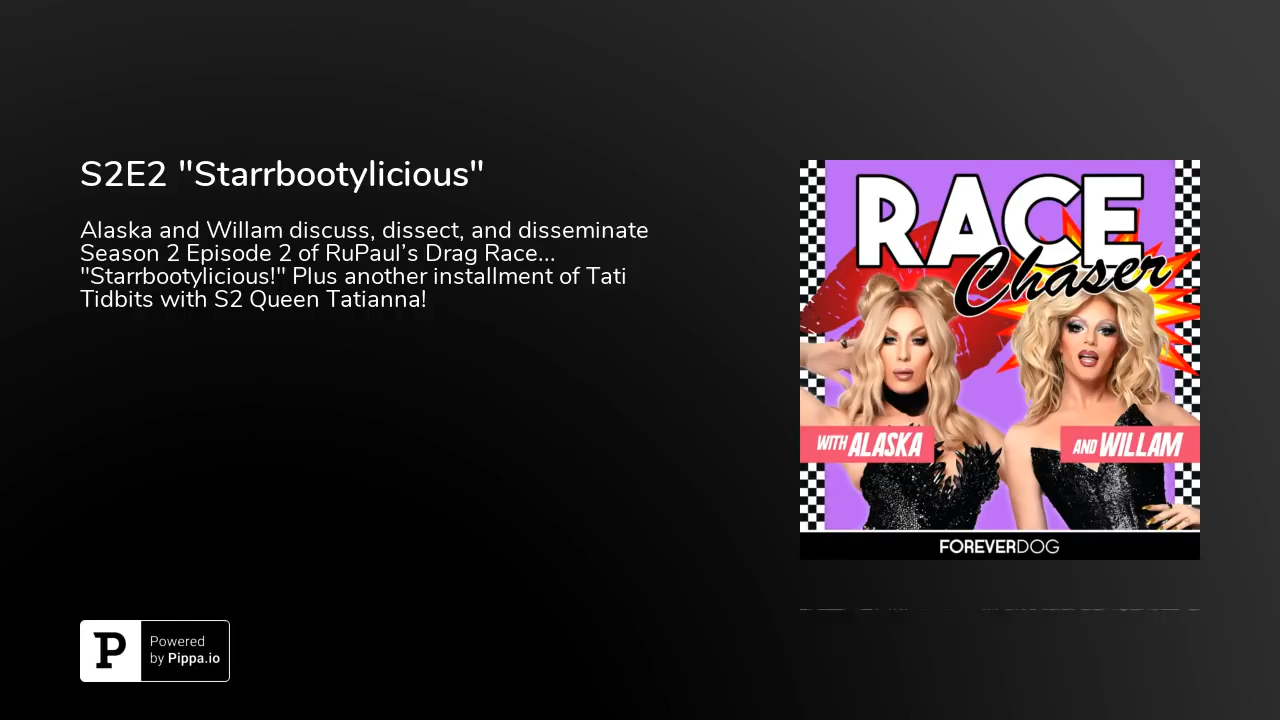 S2E2 "Starrbootylicious"
Alaska and Willam discuss, dissect, and disseminate
Season 2 Episode 2 of RuPaul’s Drag Race...
"Starrbootylicious!" Plus another installment of Tati
Tidbits with S2 Queen Tatianna!
RACE
Chaser
WITH ALASKA
AND WILLAM
FOREVERDOG
P
Powered
by Pippa.io